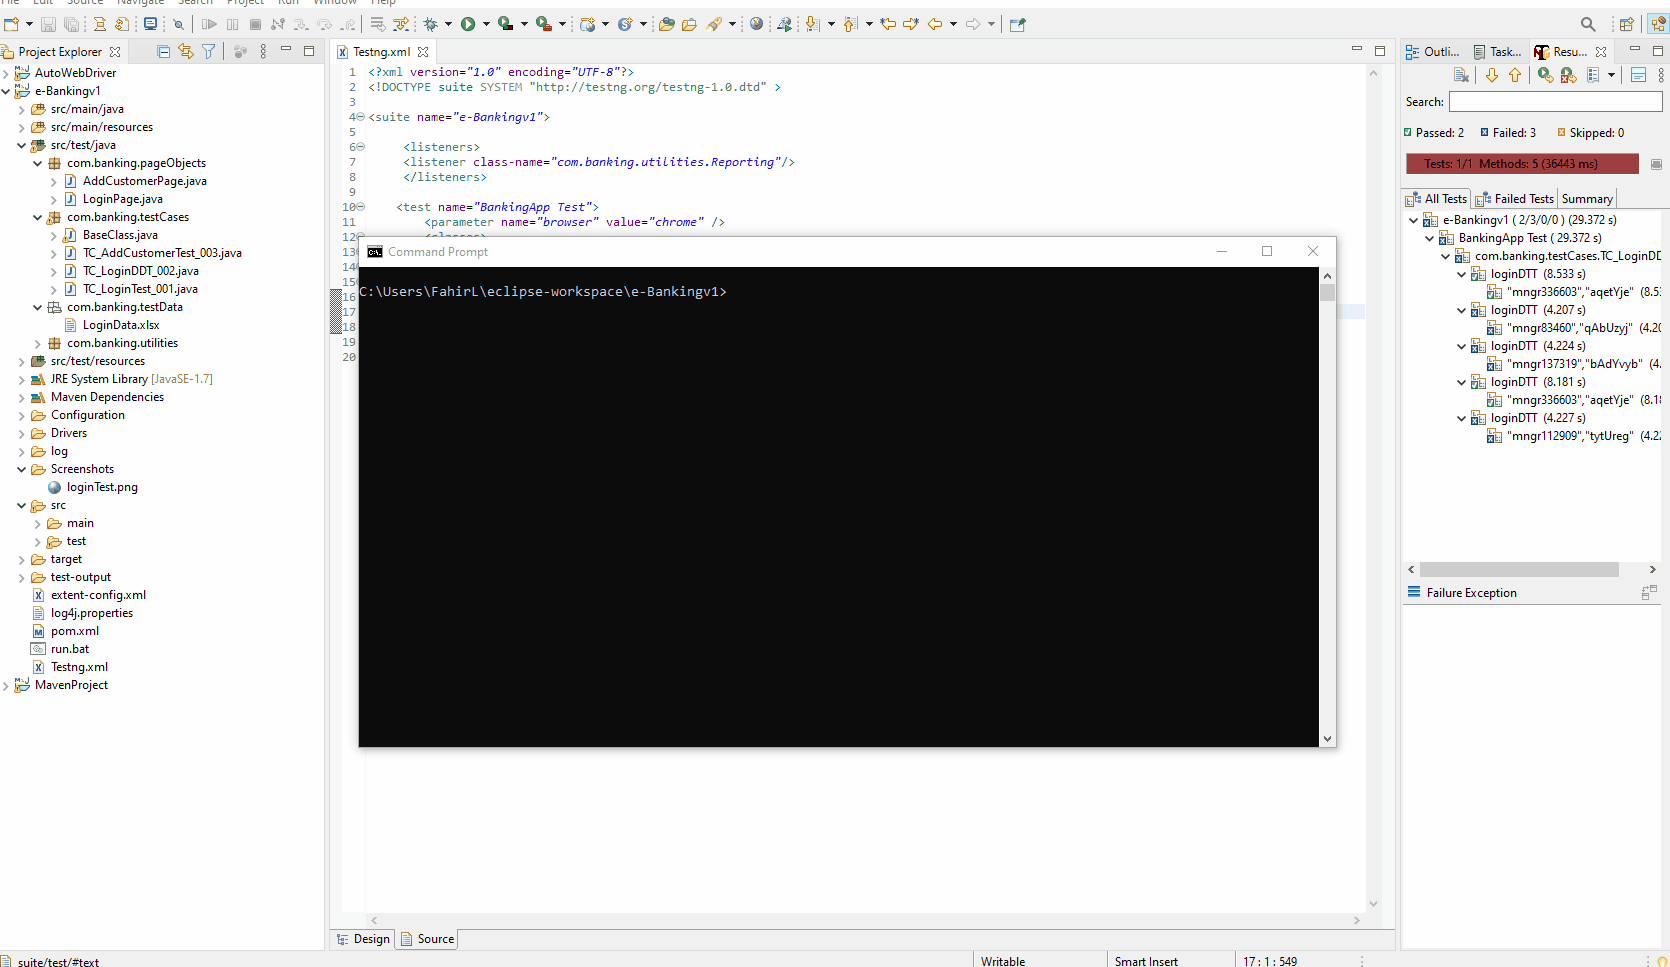 File Edit Source Navigate Search Project Run Window Help
Project Explorer
AutoWebDriver
e-Bankingv1
src/main/java
src/main/resources
src/test/java
com.banking.pageObjects
AddCustomerPage.java
LoginPage.java
com.banking.testCases
BaseClass.java
TC_AddCustomerTest_003.java
TC_LoginDDT_002.java
TC_LoginTest_001.java
com.banking.testData
LoginData.xlsx
com.banking.utilities
src/test/resources
JRE System Library [JavaSE-1.7]
Maven Dependencies
Configuration
Drivers
log
Screenshots
loginTest.png
src
main
test
target
test-output
extent-config.xml
log4j.properties
pom.xml
run.bat
Testng.xml
MavenProject
Testng.xml
1 <?xml version="1.0" encoding="UTF-8"?>
2 <!DOCTYPE suite SYSTEM "http://testng.org/testng-1.0.dtd" >
3
4 <suite name="e-Bankingv1">
5
6 <listeners>
7 <listener class-name="com.banking.utilities.Reporting"/>
8 </listeners>
9
10 <test name="BankingApp Test">
11 <parameter name="browser" value="chrome" />
12 <classes>
13
14
15
16
17
18
19
20
Command Prompt
C:\Users\FahirL\eclipse-workspace\e-Bankingv1>
Design Source
Outli... Task... Resu...
Search:
Passed: 2 Failed: 3 Skipped: 0
Tests: 1/1 Methods: 5 (36443 ms)
All Tests Failed Tests Summary
e-Bankingv1 ( 2/3/0/0 ) (29.372 s)
BankingApp Test ( 29.372 s)
com.banking.testCases.TC_LoginDD
loginDTT (8.533 s)
"mngr336603","aqetYje" (8.53
loginDTT (4.207 s)
"mngr83460","qAbUzyj" (4.20
loginDTT (4.224 s)
"mngr137319","bAdYvyb" (4.
loginDTT (8.181 s)
"mngr336603","aqetYje" (8.18
loginDTT (4.227 s)
"mngr112909","tytUreg" (4.22
Failure Exception
suite/test/#text
Writable
Smart Insert
17 : 1 : 549